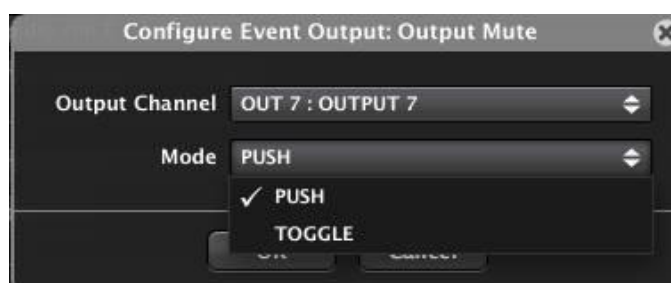 Configure Event Output: Output Mute
Output Channel OUT 7 : OUTPUT 7
Mode PUSH
✓ PUSH
TOGGLE